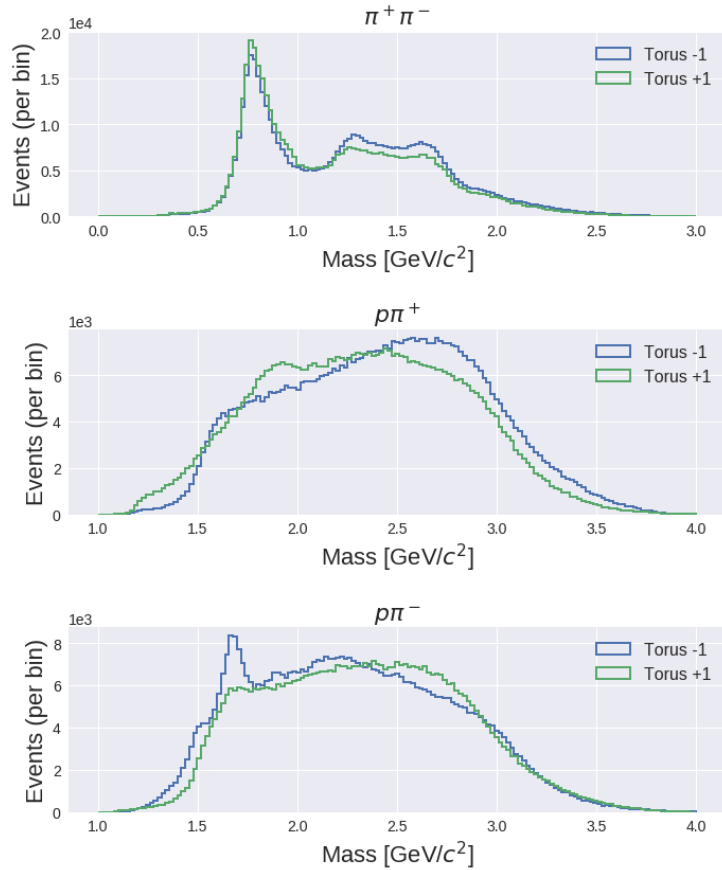 π⁺π⁻
1e4
2.0
1.5
1.0
0.5
0.0
Events (per bin)
Torus -1
Torus +1
0.0 0.5 1.0 1.5 2.0 2.5 3.0
Mass [GeV/c²]
pπ⁺
1e3
6
4
2
0
Events (per bin)
Torus -1
Torus +1
1.0 1.5 2.0 2.5 3.0 3.5 4.0
Mass [GeV/c²]
pπ⁻
1e3
8
6
4
2
0
Events (per bin)
Torus -1
Torus +1
1.0 1.5 2.0 2.5 3.0 3.5 4.0
Mass [GeV/c²]